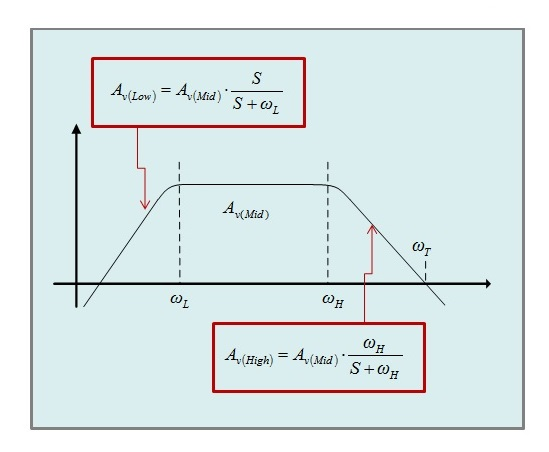 A_v(Low) = A_v(Mid) · S / (S + ω_L)
A_v(Mid)
ω_T
ω_L ω_H
A_v(High) = A_v(Mid) · ω_H / (S + ω_H)